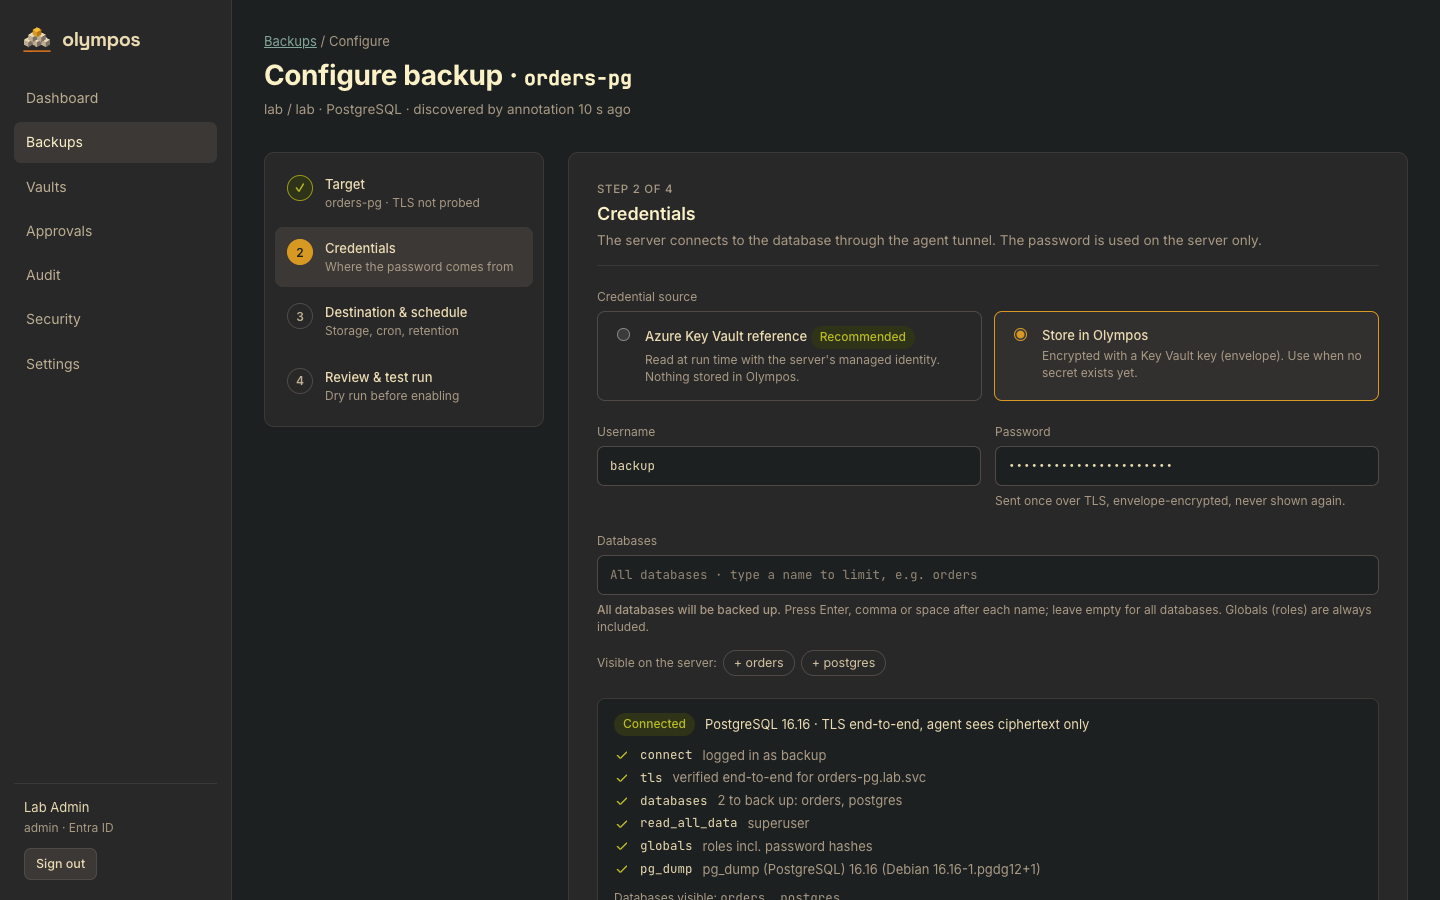 olympos
Dashboard
Backups
Vaults
Approvals
Audit
Security
Settings
Lab Admin
admin · Entra ID
Sign out
Backups / Configure
Configure backup · orders-pg
lab / lab · PostgreSQL · discovered by annotation 10 s ago
✓
Target
orders-pg · TLS not probed
2
Credentials
Where the password comes from
3
Destination & schedule
Storage, cron, retention
4
Review & test run
Dry run before enabling
STEP 2 OF 4
Credentials
The server connects to the database through the agent tunnel. The password is used on the server only.
Credential source
Azure Key Vault reference Recommended
Read at run time with the server's managed identity.
Nothing stored in Olympos.
Store in Olympos
Encrypted with a Key Vault key (envelope). Use when no
secret exists yet.
Username
backup
Password
••••••••••••••••••••••
Sent once over TLS, envelope-encrypted, never shown again.
Databases
All databases · type a name to limit, e.g. orders
All databases will be backed up. Press Enter, comma or space after each name; leave empty for all databases. Globals (roles) are always
included.
Visible on the server: + orders + postgres
Connected PostgreSQL 16.16 · TLS end-to-end, agent sees ciphertext only
✓ connect logged in as backup
✓ tls verified end-to-end for orders-pg.lab.svc
✓ databases 2 to back up: orders, postgres
✓ read_all_data superuser
✓ globals roles incl. password hashes
✓ pg_dump pg_dump (PostgreSQL) 16.16 (Debian 16.16-1.pgdg12+1)
Databases visible: orders, postgres